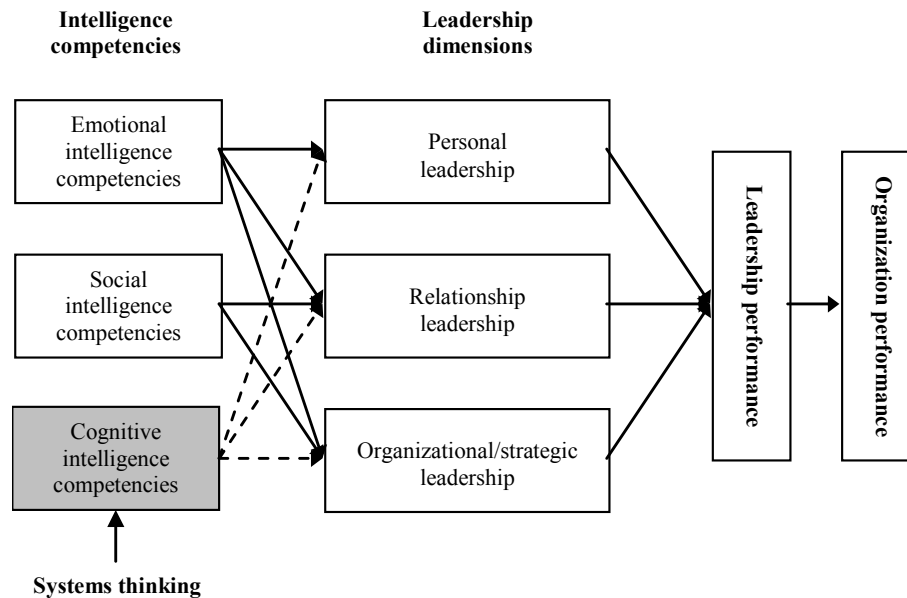 Intelligence
competencies
Leadership
dimensions
Emotional
intelligence
competencies
Personal
leadership
Social
intelligence
competencies
Relationship
leadership
Cognitive
intelligence
competencies
Organizational/strategic
leadership
Leadership performance
Organization performance
Systems thinking